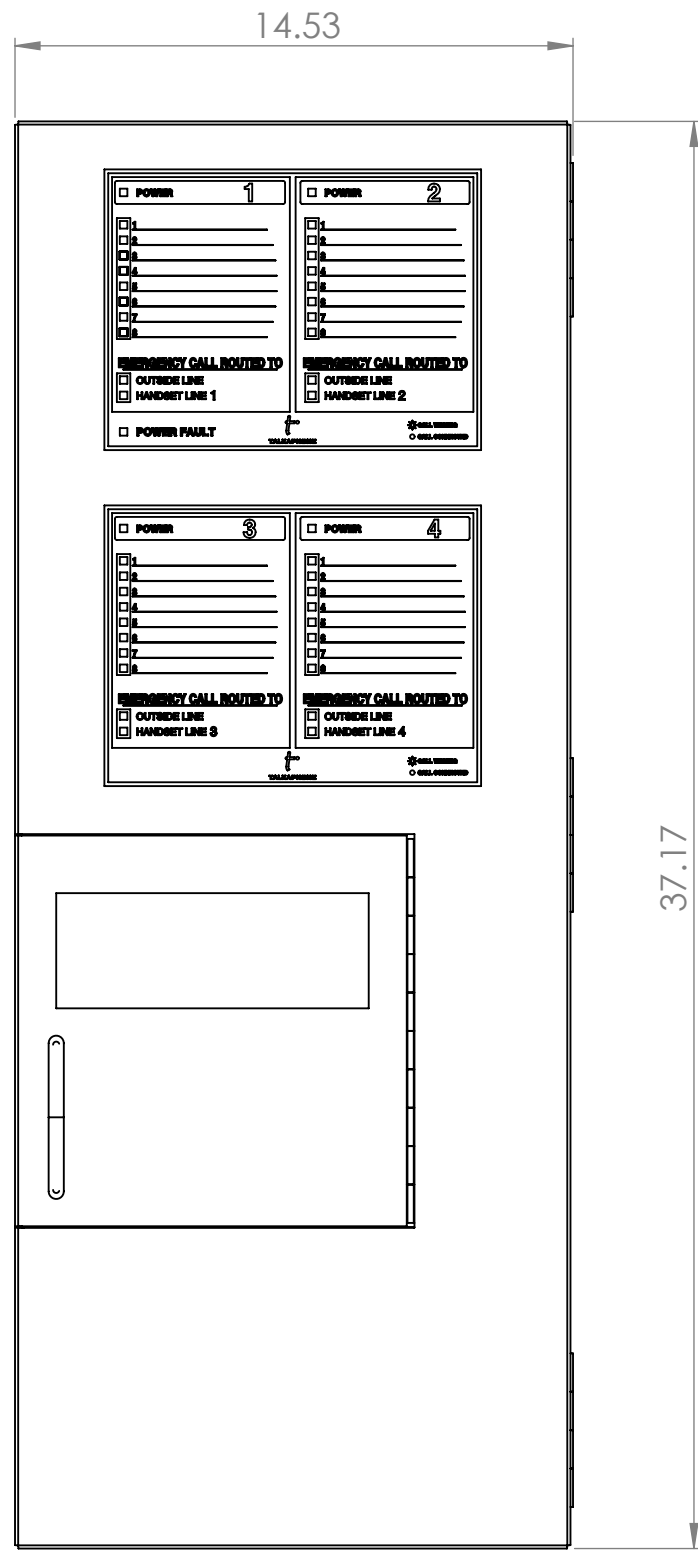 14.53
POWER 1
1
2
3
4
5
6
7
8
EMERGENCY CALL ROUTED TO
OUTSIDE LINE
HANDSET LINE 1
POWER FAULT
POWER 2
1
2
3
4
5
6
7
8
EMERGENCY CALL ROUTED TO
OUTSIDE LINE
HANDSET LINE 2
TALKAPHONE
POWER 3
1
2
3
4
5
6
7
8
EMERGENCY CALL ROUTED TO
OUTSIDE LINE
HANDSET LINE 3
POWER 4
1
2
3
4
5
6
7
8
EMERGENCY CALL ROUTED TO
OUTSIDE LINE
HANDSET LINE 4
TALKAPHONE
37.17